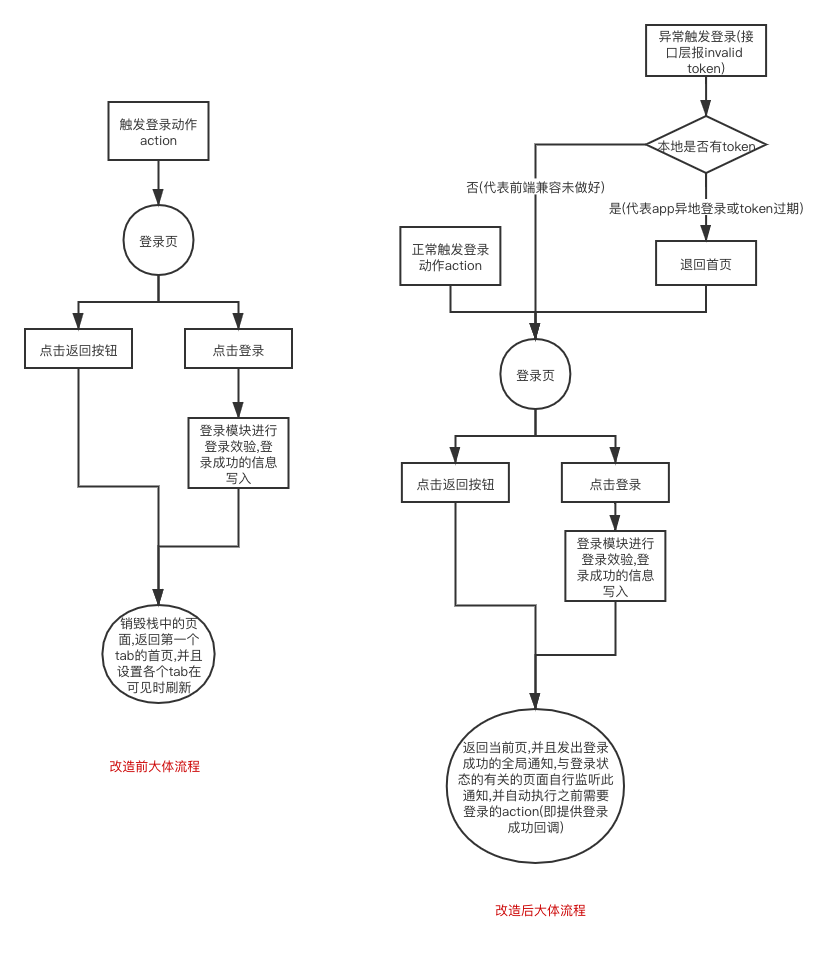 触发登录动作
action
登录页
点击返回按钮
点击登录
登录模块进行
登录效验,登
录成功的信息
写入
销毁栈中的页
面,返回第一个
tab的首页,并且
设置各个tab在
可见时刷新
改造前大体流程
异常触发登录(接
口层报invalid
token)
本地是否有token
否(代表前端兼容未做好)
是(代表app异地登录或token过期)
正常触发登录
动作action
退回首页
登录页
点击返回按钮
点击登录
登录模块进行
登录效验,登
录成功的信息
写入
返回当前页,并且发出登录
成功的全局通知,与登录状
态的有关的页面自行监听此
通知,并自动执行之前需要
登录的action(即提供登录
成功回调)
改造后大体流程